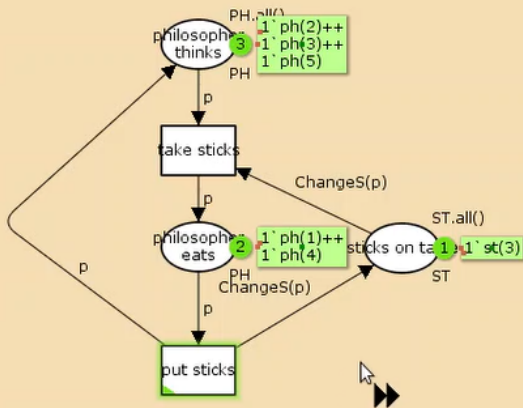 PH.all()
philosopher
thinks
3
1`ph(2)++
1`ph(3)++
1`ph(5)
PH
p
take sticks
ChangeS(p)
p
ST.all()
philosopher
eats
2
1`ph(1)++
1`ph(4)
sticks on table
1
1`st(3)
PH
ST
ChangeS(p)
p
p
put sticks